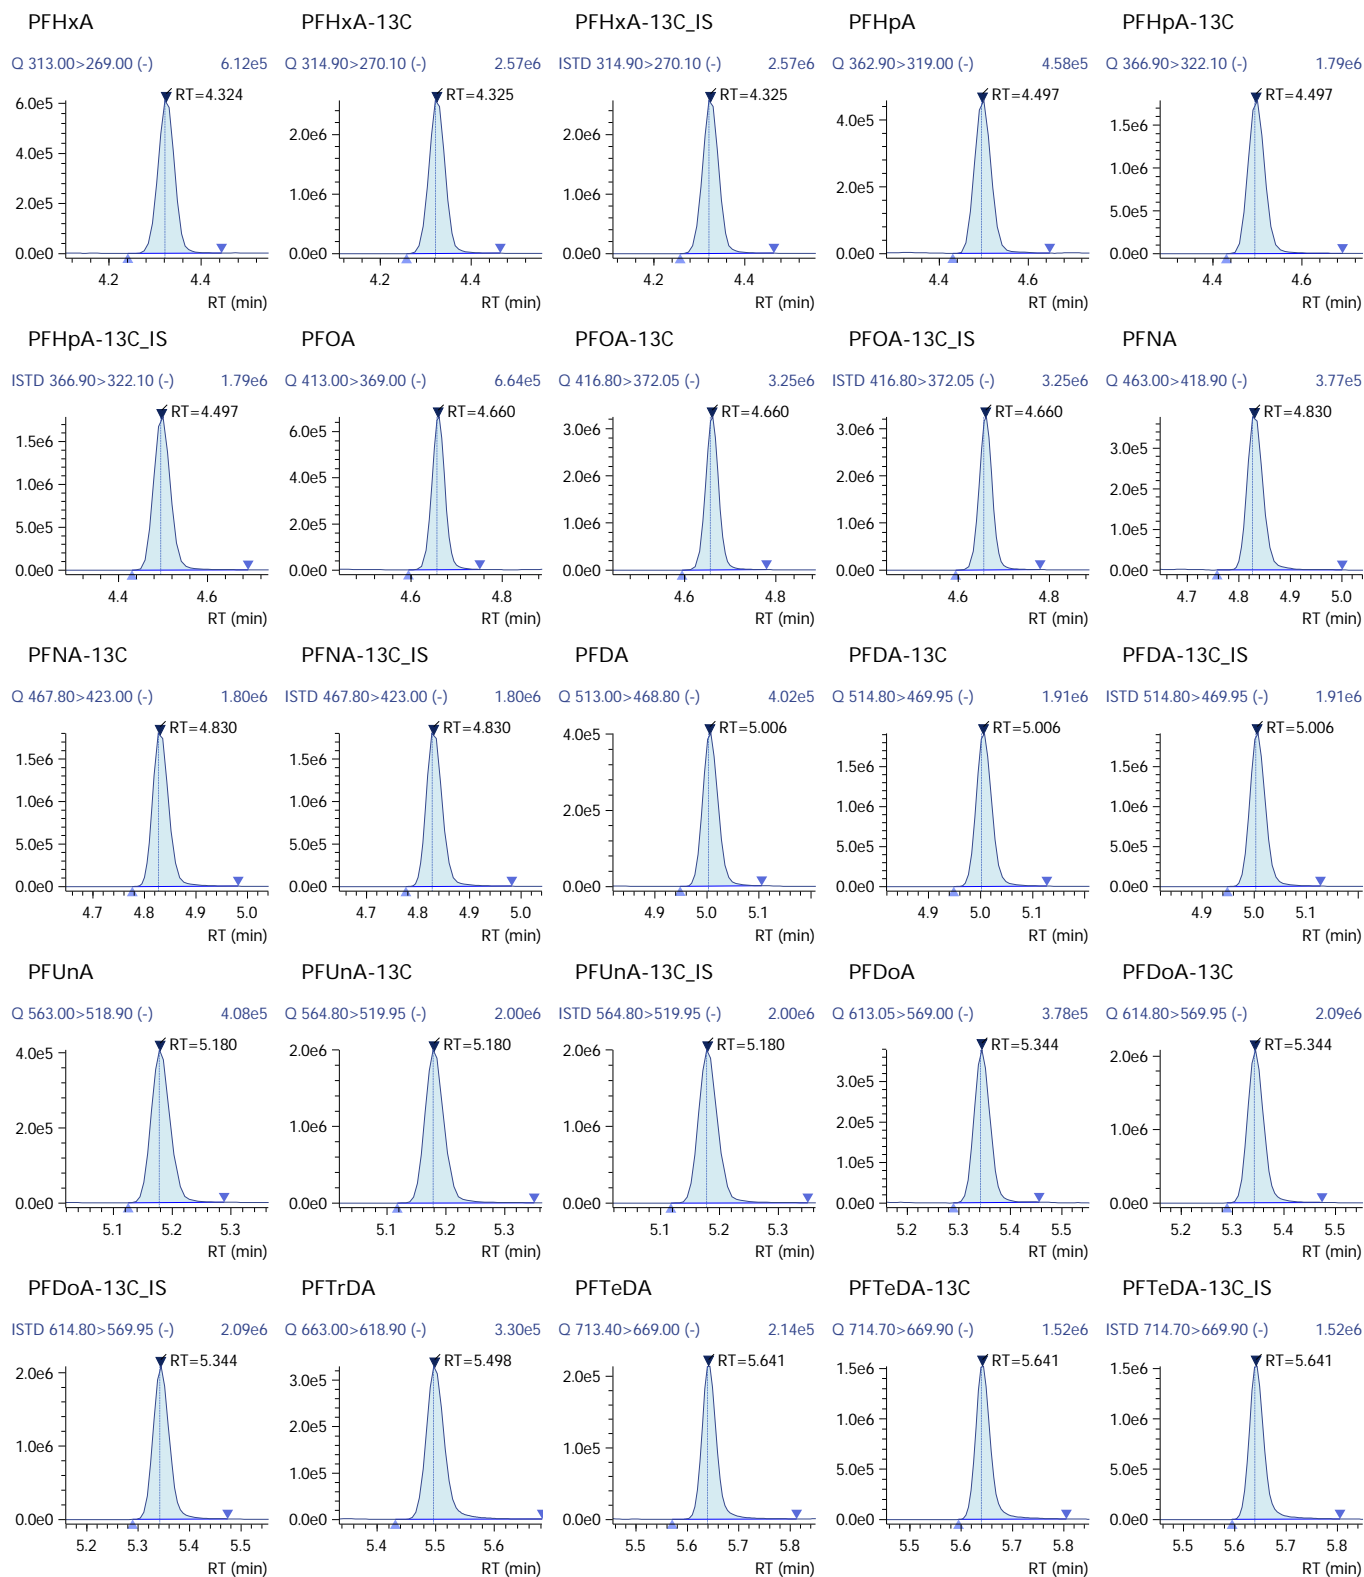 PFHxA PFHxA-13C PFHxA-13C_IS PFHpA PFHpA-13C
Q 313.00>269.00 (-) 6.12e5 Q 314.90>270.10 (-) 2.57e6 ISTD 314.90>270.10 (-) 2.57e6 Q 362.90>319.00 (-) 4.58e5 Q 366.90>322.10 (-) 1.79e6
RT=4.324 RT=4.325 RT=4.325 RT=4.497 RT=4.497
6.0e5 4.0e5 2.0e5 0.0e0
2.0e6 1.0e6 0.0e0
2.0e6 1.0e6 0.0e0
4.0e5 2.0e5 0.0e0
1.5e6 1.0e6 5.0e5 0.0e0
4.2 4.4 4.2 4.4 4.2 4.4 4.4 4.6 4.4 4.6
RT (min) RT (min) RT (min) RT (min) RT (min)
PFHpA-13C_IS PFOA PFOA-13C PFOA-13C_IS PFNA
ISTD 366.90>322.10 (-) 1.79e6 Q 413.00>369.00 (-) 6.64e5 Q 416.80>372.05 (-) 3.25e6 ISTD 416.80>372.05 (-) 3.25e6 Q 463.00>418.90 (-) 3.77e5
RT=4.497 RT=4.660 RT=4.660 RT=4.660 RT=4.830
1.5e6 1.0e6 5.0e5 0.0e0
6.0e5 4.0e5 2.0e5 0.0e0
3.0e6 2.0e6 1.0e6 0.0e0
3.0e6 2.0e6 1.0e6 0.0e0
3.0e5 2.0e5 1.0e5 0.0e0
4.4 4.6 4.6 4.8 4.6 4.8 4.6 4.8 4.7 4.8 4.9 5.0
RT (min) RT (min) RT (min) RT (min) RT (min)
PFNA-13C PFNA-13C_IS PFDA PFDA-13C PFDA-13C_IS
Q 467.80>423.00 (-) 1.80e6 ISTD 467.80>423.00 (-) 1.80e6 Q 513.00>468.80 (-) 4.02e5 Q 514.80>469.95 (-) 1.91e6 ISTD 514.80>469.95 (-) 1.91e6
RT=4.830 RT=4.830 RT=5.006 RT=5.006 RT=5.006
1.5e6 1.0e6 5.0e5 0.0e0
1.5e6 1.0e6 5.0e5 0.0e0
4.0e5 2.0e5 0.0e0
1.5e6 1.0e6 5.0e5 0.0e0
1.5e6 1.0e6 5.0e5 0.0e0
4.7 4.8 4.9 5.0 4.7 4.8 4.9 5.0 4.9 5.0 5.1 4.9 5.0 5.1 4.9 5.0 5.1
RT (min) RT (min) RT (min) RT (min) RT (min)
PFUnA PFUnA-13C PFUnA-13C_IS PFDoA PFDoA-13C
Q 563.00>518.90 (-) 4.08e5 Q 564.80>519.95 (-) 2.00e6 ISTD 564.80>519.95 (-) 2.00e6 Q 613.05>569.00 (-) 3.78e5 Q 614.80>569.95 (-) 2.09e6
RT=5.180 RT=5.180 RT=5.180 RT=5.344 RT=5.344
4.0e5 2.0e5 0.0e0
2.0e6 1.0e6 0.0e0
2.0e6 1.0e6 0.0e0
3.0e5 2.0e5 1.0e5 0.0e0
2.0e6 1.0e6 0.0e0
5.1 5.2 5.3 5.1 5.2 5.3 5.1 5.2 5.3 5.2 5.3 5.4 5.5 5.2 5.3 5.4 5.5
RT (min) RT (min) RT (min) RT (min) RT (min)
PFDoA-13C_IS PFTrDA PFTeDA PFTeDA-13C PFTeDA-13C_IS
ISTD 614.80>569.95 (-) 2.09e6 Q 663.00>618.90 (-) 3.30e5 Q 713.40>669.00 (-) 2.14e5 Q 714.70>669.90 (-) 1.52e6 ISTD 714.70>669.90 (-) 1.52e6
RT=5.344 RT=5.498 RT=5.641 RT=5.641 RT=5.641
2.0e6 1.0e6 0.0e0
3.0e5 2.0e5 1.0e5 0.0e0
2.0e5 1.0e5 0.0e0
1.5e6 1.0e6 5.0e5 0.0e0
1.5e6 1.0e6 5.0e5 0.0e0
5.2 5.3 5.4 5.5 5.4 5.5 5.6 5.5 5.6 5.7 5.8 5.5 5.6 5.7 5.8 5.5 5.6 5.7 5.8
RT (min) RT (min) RT (min) RT (min) RT (min)